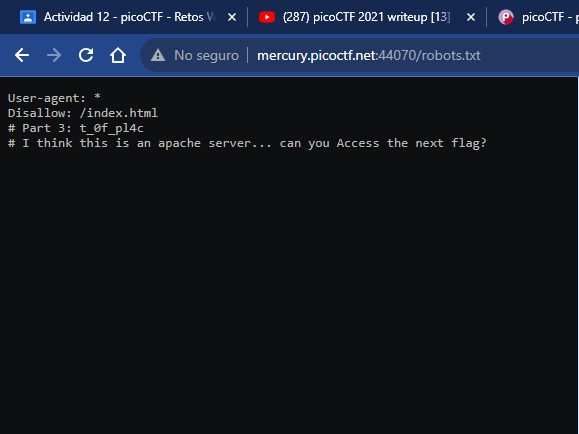 Actividad 12 - picoCTF - Retos W
(287) picoCTF 2021 writeup [13]
picoCTF - p
No seguro
mercury.picoctf.net:44070/robots.txt
User-agent: *
Disallow: /index.html
# Part 3: t_0f_pl4c
# I think this is an apache server... can you Access the next flag?